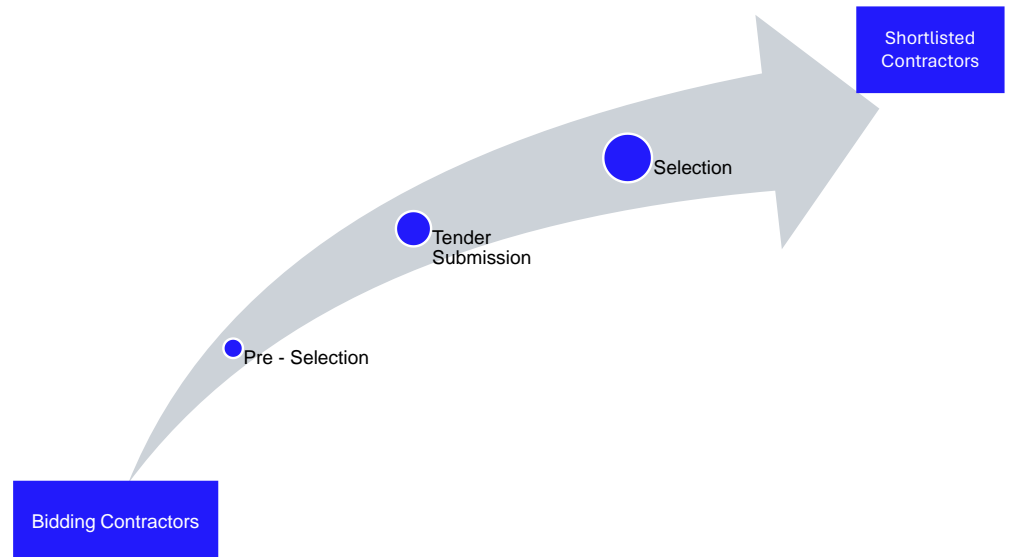 Shortlisted
Contractors
Selection
Tender
Submission
Pre - Selection
Bidding Contractors